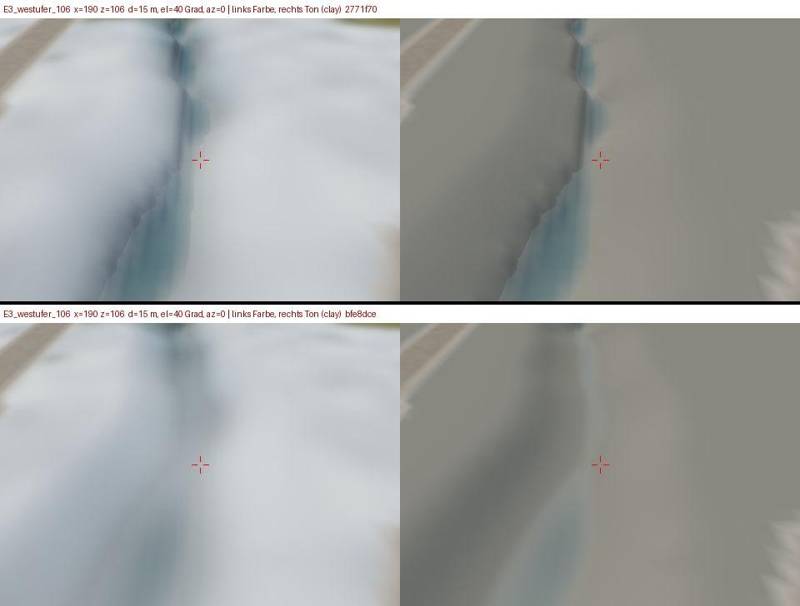 E3_westufer_106 x=190 z=106 d=15 m, el=40 Grad, az=0 | links Farbe, rechts Ton (clay) 2771f70
E3_westufer_106 x=190 z=106 d=15 m, el=40 Grad, az=0 | links Farbe, rechts Ton (clay) bfe8dce